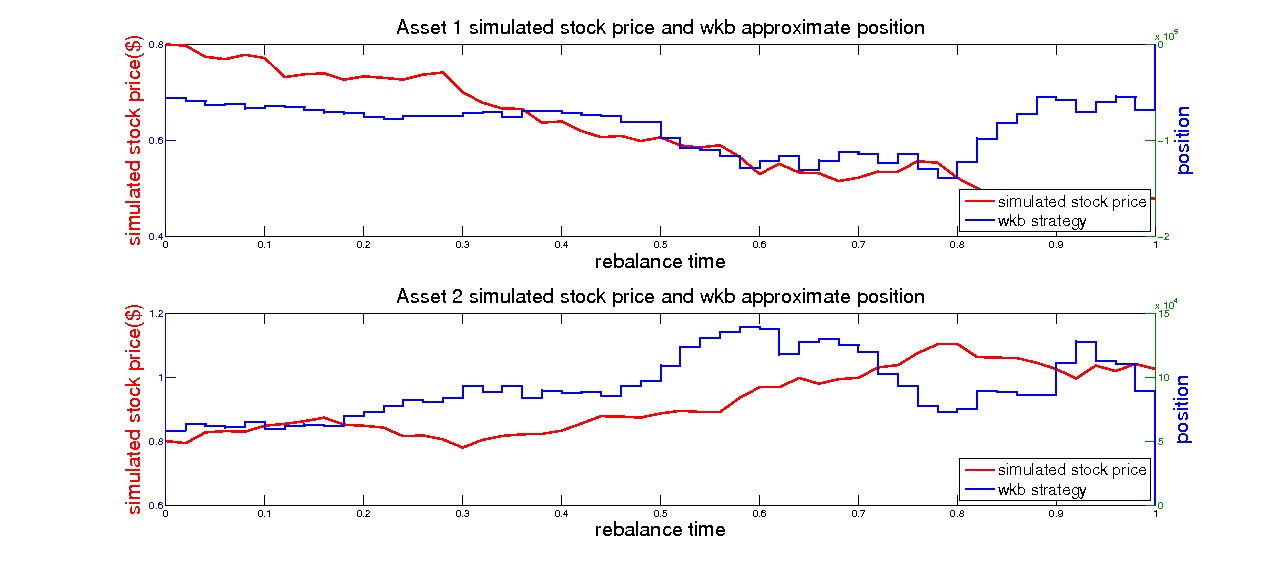 Asset 1 simulated stock price and wkb approximate position
x 10^5
simulated stock price($)
0.8
0.6
0.4
0
-1
-2
position
simulated stock price
wkb strategy
0 0.1 0.2 0.3 0.4 0.5 0.6 0.7 0.8 0.9 1
rebalance time
Asset 2 simulated stock price and wkb approximate position
x 10^4
simulated stock price($)
1.2
1
0.8
0.6
15
10
5
0
position
simulated stock price
wkb strategy
0 0.1 0.2 0.3 0.4 0.5 0.6 0.7 0.8 0.9 1
rebalance time